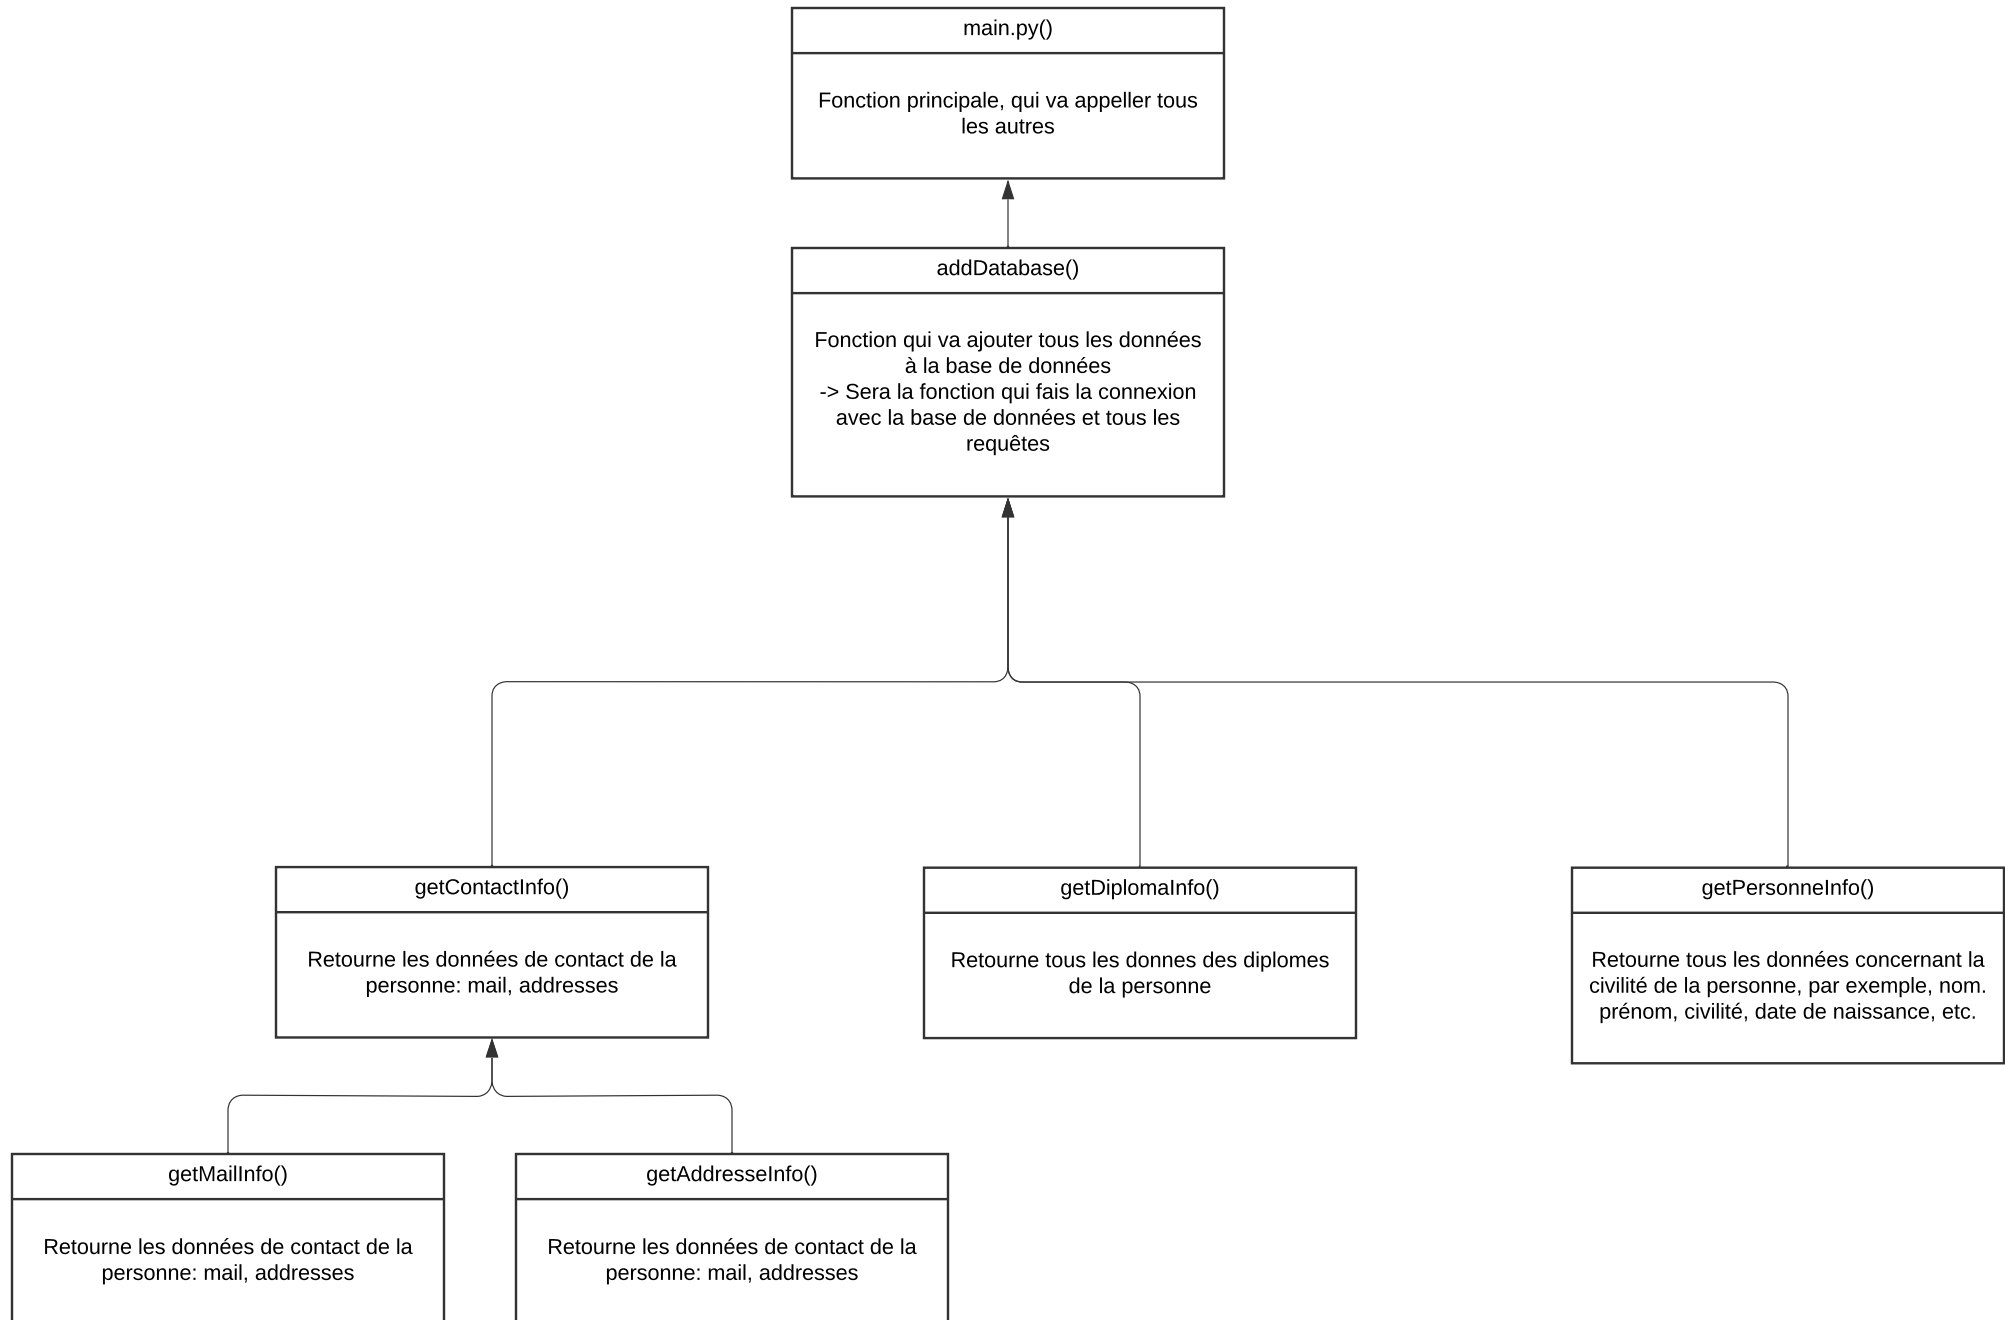 main.py()
Fonction principale, qui va appeller tous
les autres
addDatabase()
Fonction qui va ajouter tous les données
à la base de données
-> Sera la fonction qui fais la connexion
avec la base de données et tous les
requêtes
getContactInfo()
Retourne les données de contact de la
personne: mail, addresses
getDiplomaInfo()
Retourne tous les donnes des diplomes
de la personne
getPersonneInfo()
Retourne tous les données concernant la
civilité de la personne, par exemple, nom.
prénom, civilité, date de naissance, etc.
getMailInfo()
Retourne les données de contact de la
personne: mail, addresses
getAddresseInfo()
Retourne les données de contact de la
personne: mail, addresses